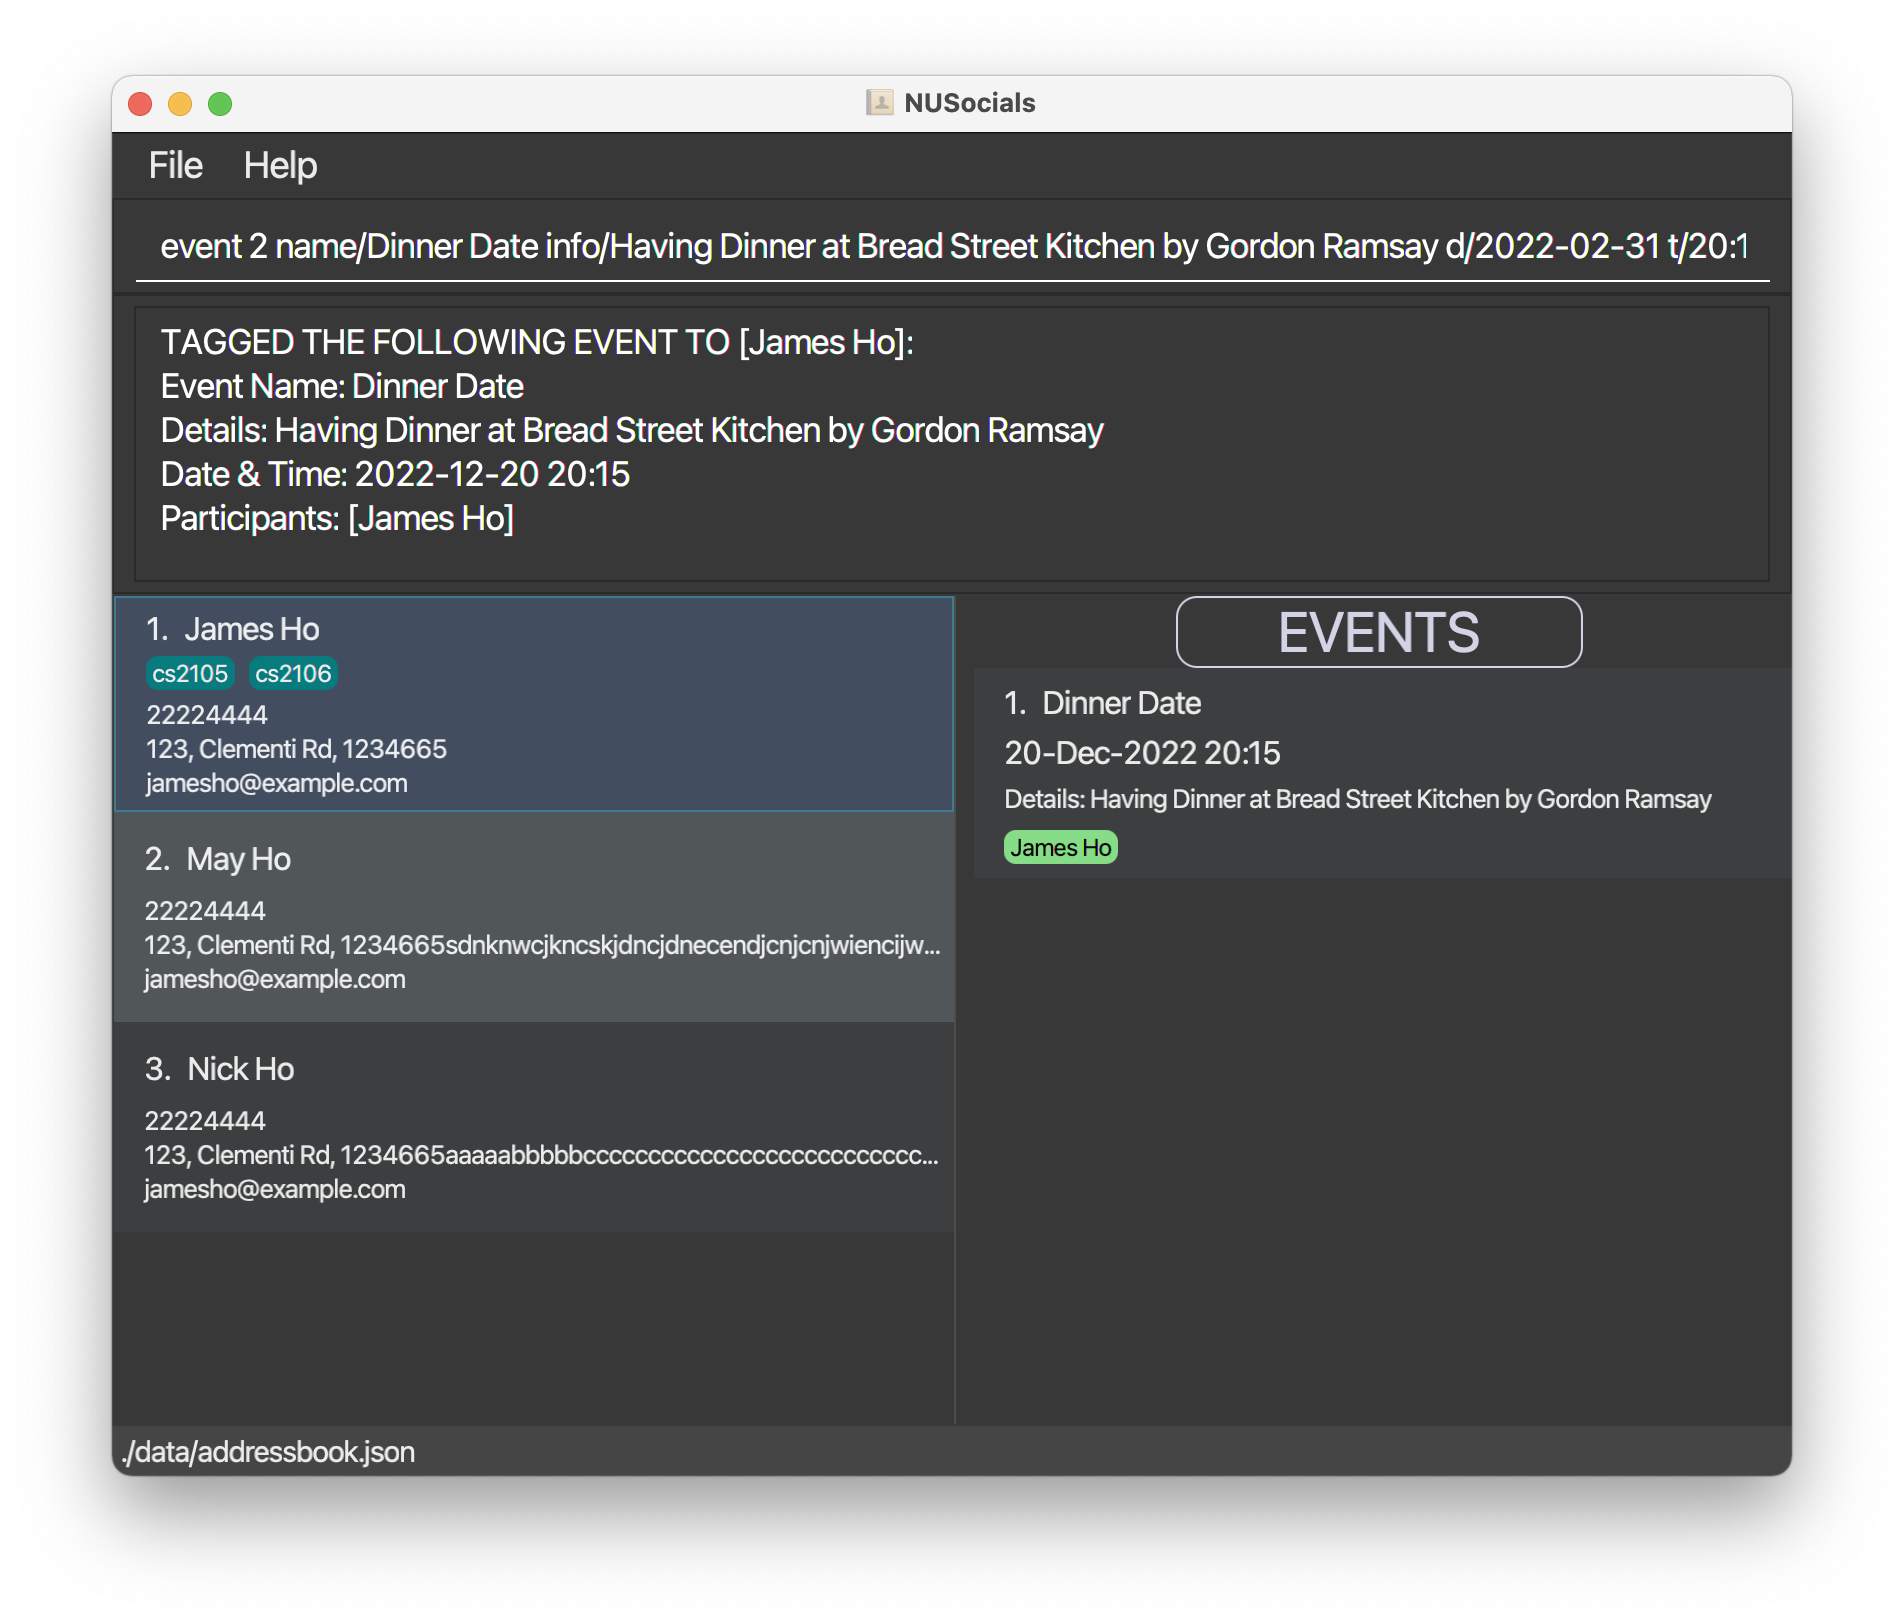 NUSocials
File Help
event 2 name/Dinner Date info/Having Dinner at Bread Street Kitchen by Gordon Ramsay d/2022-02-31 t/20:1
TAGGED THE FOLLOWING EVENT TO [James Ho]:
Event Name: Dinner Date
Details: Having Dinner at Bread Street Kitchen by Gordon Ramsay
Date & Time: 2022-12-20 20:15
Participants: [James Ho]
1. James Ho
cs2105 cs2106
22224444
123, Clementi Rd, 1234665
jamesho@example.com
2. May Ho
22224444
123, Clementi Rd, 1234665sdnknwcjkncskjdncjdnecendjcnjcnjwiencijw...
jamesho@example.com
3. Nick Ho
22224444
123, Clementi Rd, 1234665aaaaabbbbbcccccccccccccccccccccccccc...
jamesho@example.com
EVENTS
1. Dinner Date
20-Dec-2022 20:15
Details: Having Dinner at Bread Street Kitchen by Gordon Ramsay
James Ho
./data/addressbook.json